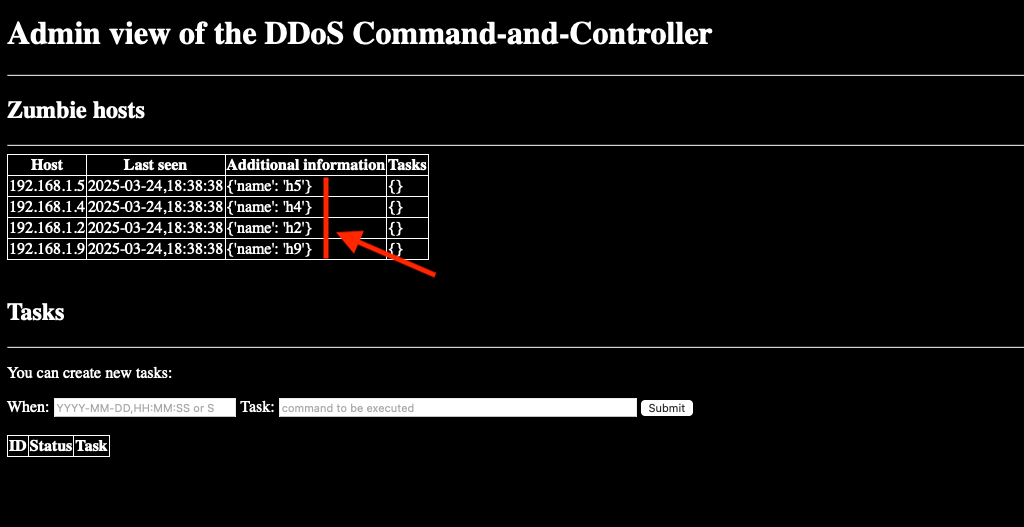 Admin view of the DDoS Command-and-Controller
Zumbie hosts
Host Last seen Additional information Tasks
192.168.1.5 2025-03-24,18:38:38 {'name': 'h5'} {}
192.168.1.4 2025-03-24,18:38:38 {'name': 'h4'} {}
192.168.1.2 2025-03-24,18:38:38 {'name': 'h2'} {}
192.168.1.9 2025-03-24,18:38:38 {'name': 'h9'} {}
Tasks
You can create new tasks:
When: YYYY-MM-DD,HH:MM:SS or S Task: command to be executed Submit
ID Status Task